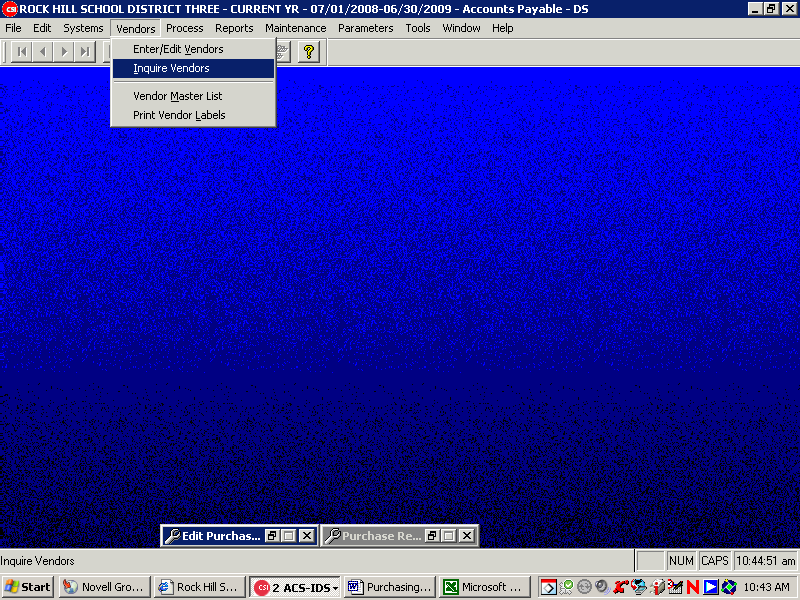 CSI ROCK HILL SCHOOL DISTRICT THREE - CURRENT YR - 07/01/2008-06/30/2009 - Accounts Payable - DS
File Edit Systems Vendors Process Reports Maintenance Parameters Tools Window Help
Enter/Edit Vendors
Inquire Vendors
Vendor Master List
Print Vendor Labels
Edit Purchas... Purchase Re...
Inquire Vendors NUM CAPS 10:44:51 am
Start Novell Gro... Rock Hill S... CSI 2 ACS-IDS Purchasing... Microsoft ... 10:43 AM